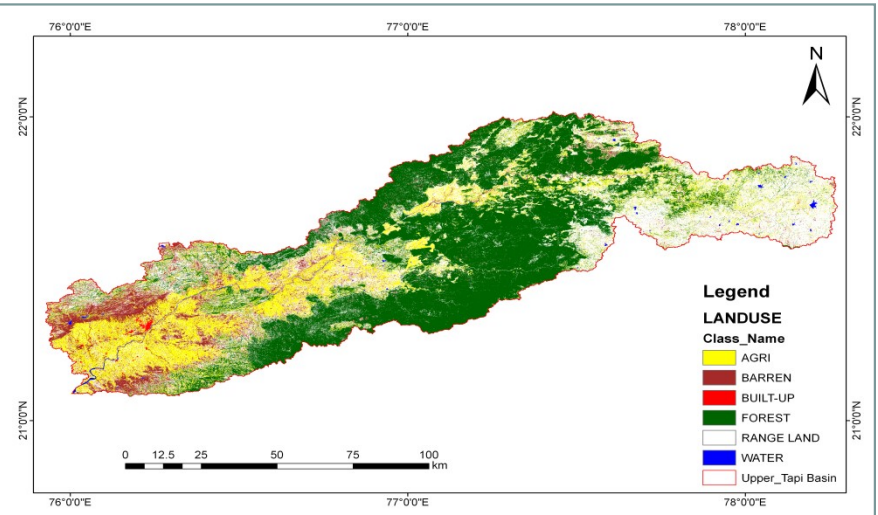 76°0'0"E 77°0'0"E 78°0'0"E
N
22°0'0"N 22°0'0"N
Legend
LANDUSE
Class_Name
AGRI
BARREN
BUILT-UP
FOREST
RANGE LAND
WATER
Upper_Tapi Basin
21°0'0"N 21°0'0"N
0 12.5 25 50 75 100
km
76°0'0"E 77°0'0"E 78°0'0"E